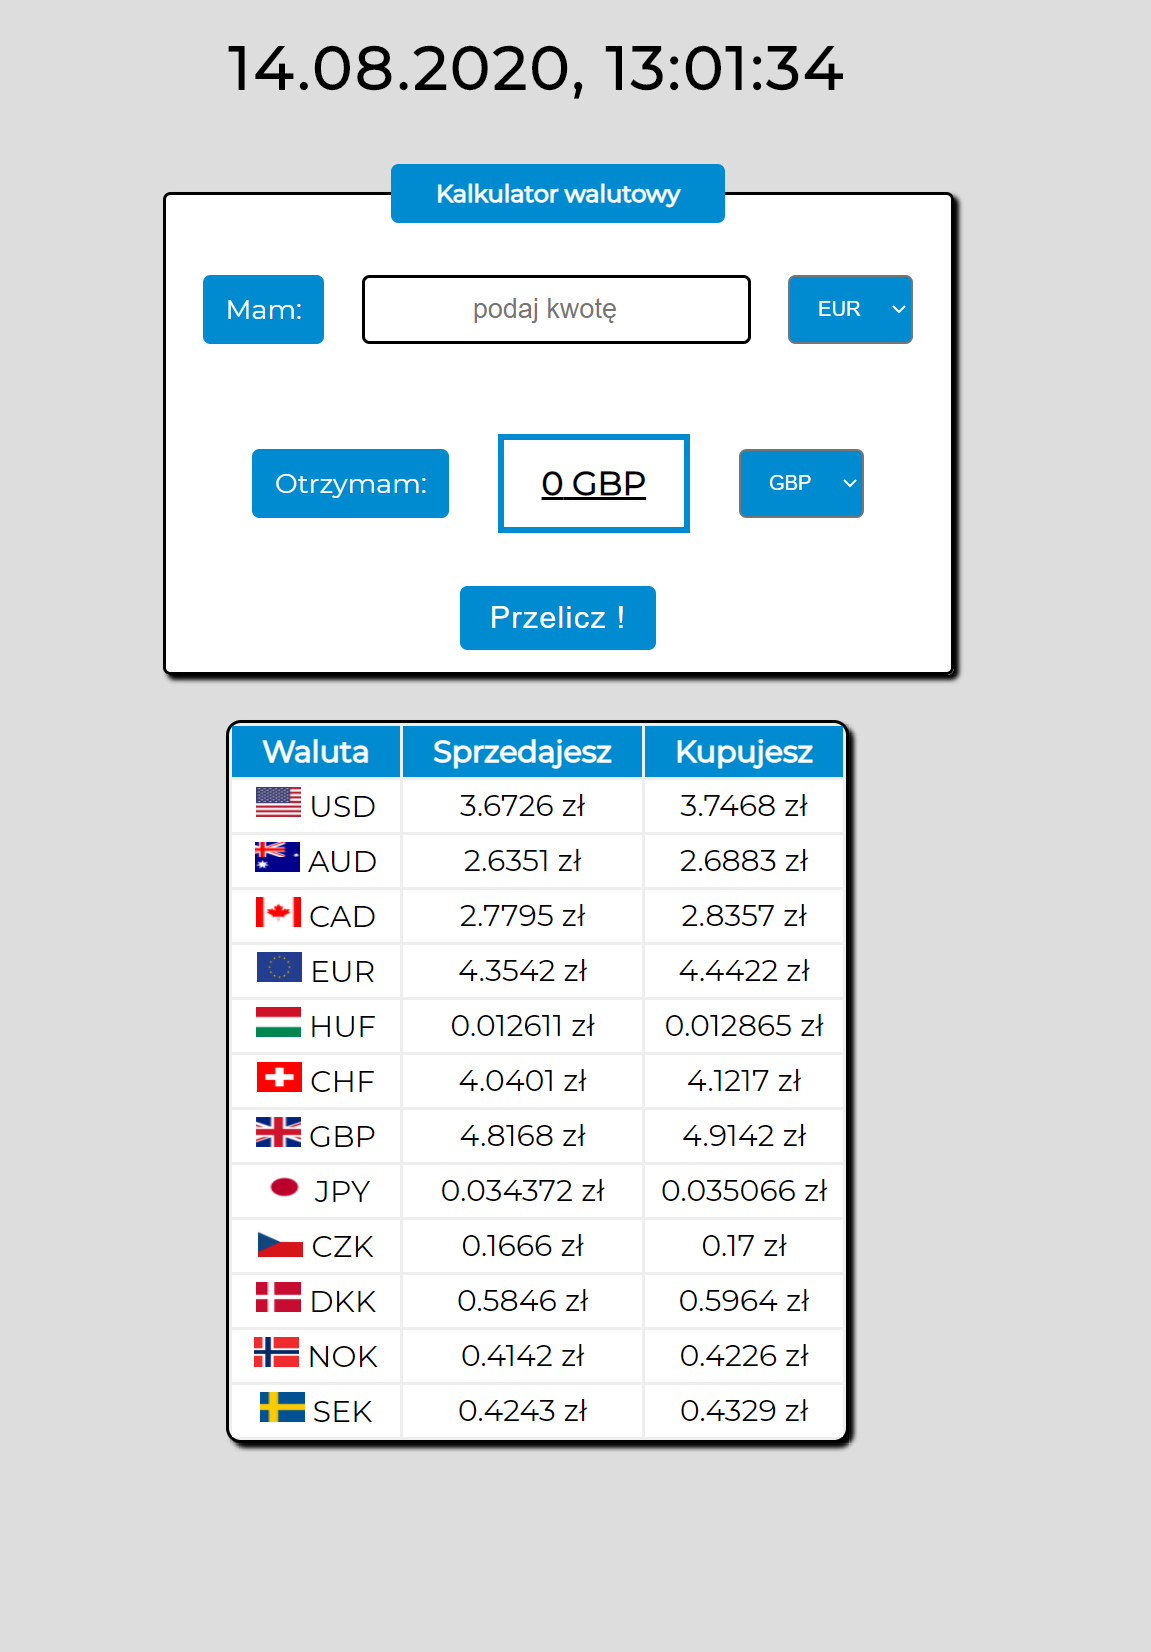 14.08.2020, 13:01:34
Kalkulator walutowy
Mam: podaj kwotę EUR
Otrzymam: 0 GBP GBP
Przelicz !
Waluta Sprzedajesz Kupujesz
USD 3.6726 zł 3.7468 zł
AUD 2.6351 zł 2.6883 zł
CAD 2.7795 zł 2.8357 zł
EUR 4.3542 zł 4.4422 zł
HUF 0.012611 zł 0.012865 zł
CHF 4.0401 zł 4.1217 zł
GBP 4.8168 zł 4.9142 zł
JPY 0.034372 zł 0.035066 zł
CZK 0.1666 zł 0.17 zł
DKK 0.5846 zł 0.5964 zł
NOK 0.4142 zł 0.4226 zł
SEK 0.4243 zł 0.4329 zł